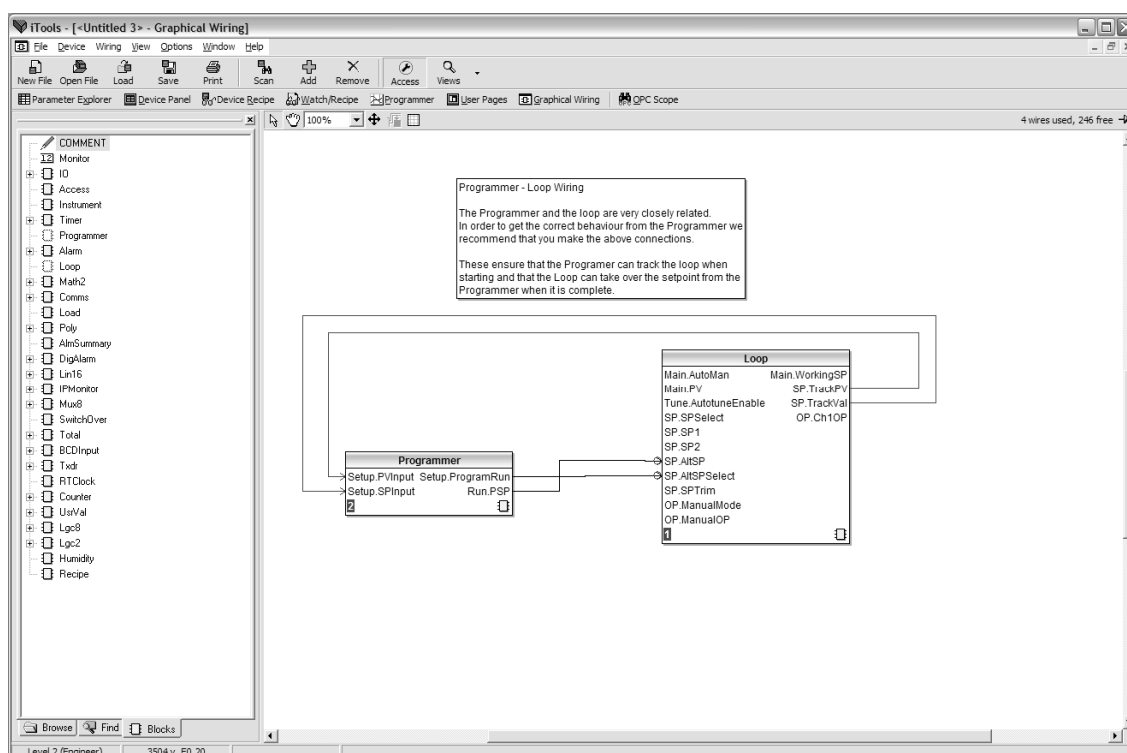 iTools - [<Untitled 3> - Graphical Wiring]
File Device Wiring View Options Window Help
New File Open File Load Save Print Scan Add Remove Access Views
Parameter Explorer Device Panel Device Recipe Watch/Recipe Programmer User Pages Graphical Wiring OPC Scope
100%
4 wires used, 246 free
COMMENT
12 Monitor
IO
Access
Instrument
Timer
Programmer
Alarm
Loop
Math2
Comms
Load
Poly
AlmSummary
DigAlarm
Lin16
IPMonitor
Mux8
SwitchOver
Total
BCDInput
Txdr
RTClock
Counter
UsrVal
Lgc8
Lgc2
Humidity
Recipe
Browse Find Blocks
Programmer - Loop Wiring
The Programmer and the loop are very closely related.
In order to get the correct behaviour from the Programmer we
recommend that you make the above connections.
These ensure that the Programer can track the loop when
starting and that the Loop can take over the setpoint from the
Programmer when it is complete.
Programmer
Setup.PVInput Setup.ProgramRun
Setup.SPInput Run.PSP
2
Loop
Main.AutoMan Main.WorkingSP
Main.PV SP.TrackPV
Tune.AutotuneEnable SP.TrackVal
SP.SPSelect OP.Ch1OP
SP.SP1
SP.SP2
SP.AltSP
SP.AltSPSelect
SP.SPTrim
OP.ManualMode
OP.ManualOP
1
Level 2 (Engineer) 3504 v. E0.20